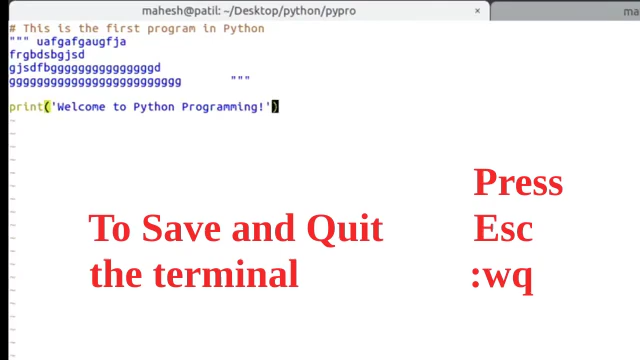 mahesh@patil: ~/Desktop/python/pypro × ma
# This is the first program in Python
""" uafgafgaugfja
frgbdsbgjsd
gjsdfbgggggggggggggggd
ggggggggggggggggggggggggg """
print('Welcome to Python Programming!')
Press
To Save and Quit Esc
the terminal :wq